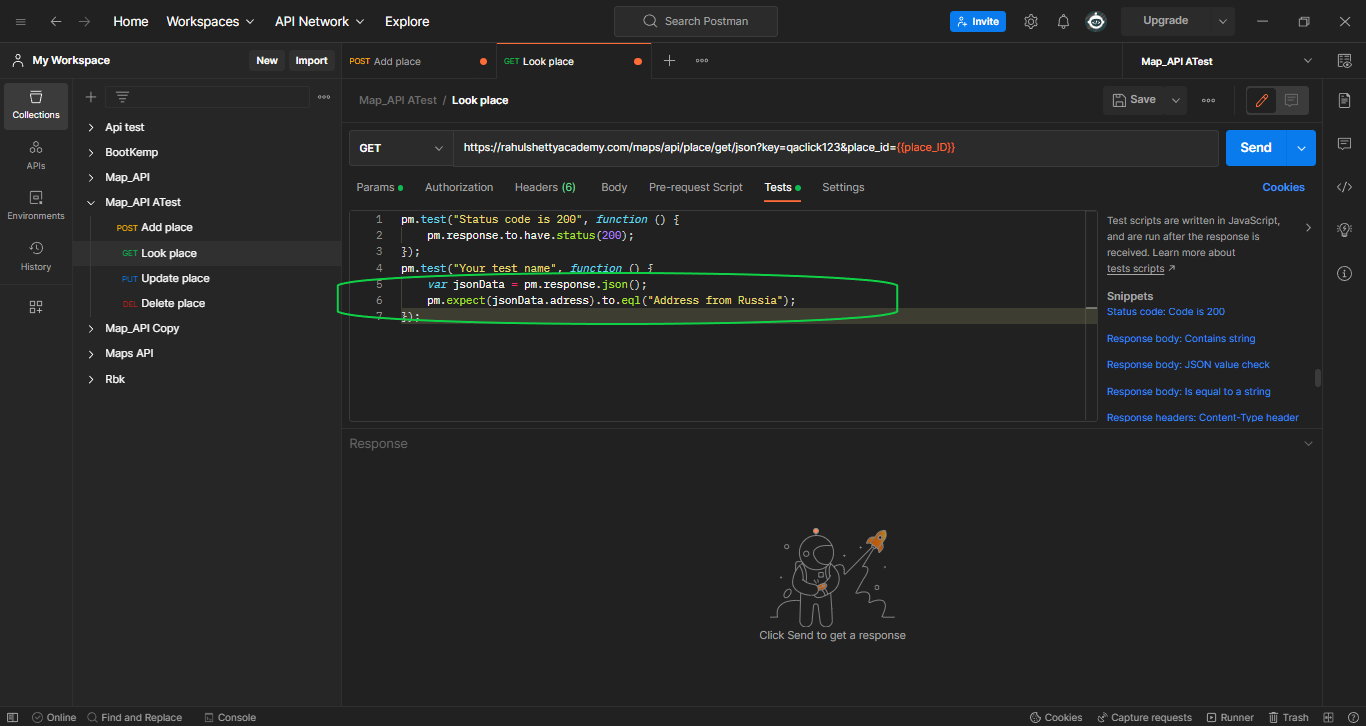 Home Workspaces API Network Explore Search Postman Invite Upgrade
My Workspace New Import POST Add place GET Look place Map_API ATest
Collections
APIs
Environments
History
Api test
BootKemp
Map_API
Map_API ATest
POST Add place
GET Look place
PUT Update place
DEL Delete place
Map_API Copy
Maps API
Rbk
Map_API ATest / Look place Save
GET https://rahulshettyacademy.com/maps/api/place/get/json?key=qaclick123&place_id={{place_ID}} Send
Params Authorization Headers (6) Body Pre-request Script Tests Settings Cookies
1 pm.test("Status code is 200", function () {
2 pm.response.to.have.status(200);
3 });
4 pm.test("Your test name", function () {
5 var jsonData = pm.response.json();
6 pm.expect(jsonData.adress).to.eql("Address from Russia");
7 });
Test scripts are written in JavaScript,
and are run after the response is
received. Learn more about
tests scripts ↗
Snippets
Status code: Code is 200
Response body: Contains string
Response body: JSON value check
Response body: Is equal to a string
Response headers: Content-Type header
Response
Click Send to get a response
Online Find and Replace Console Cookies Capture requests Runner Trash